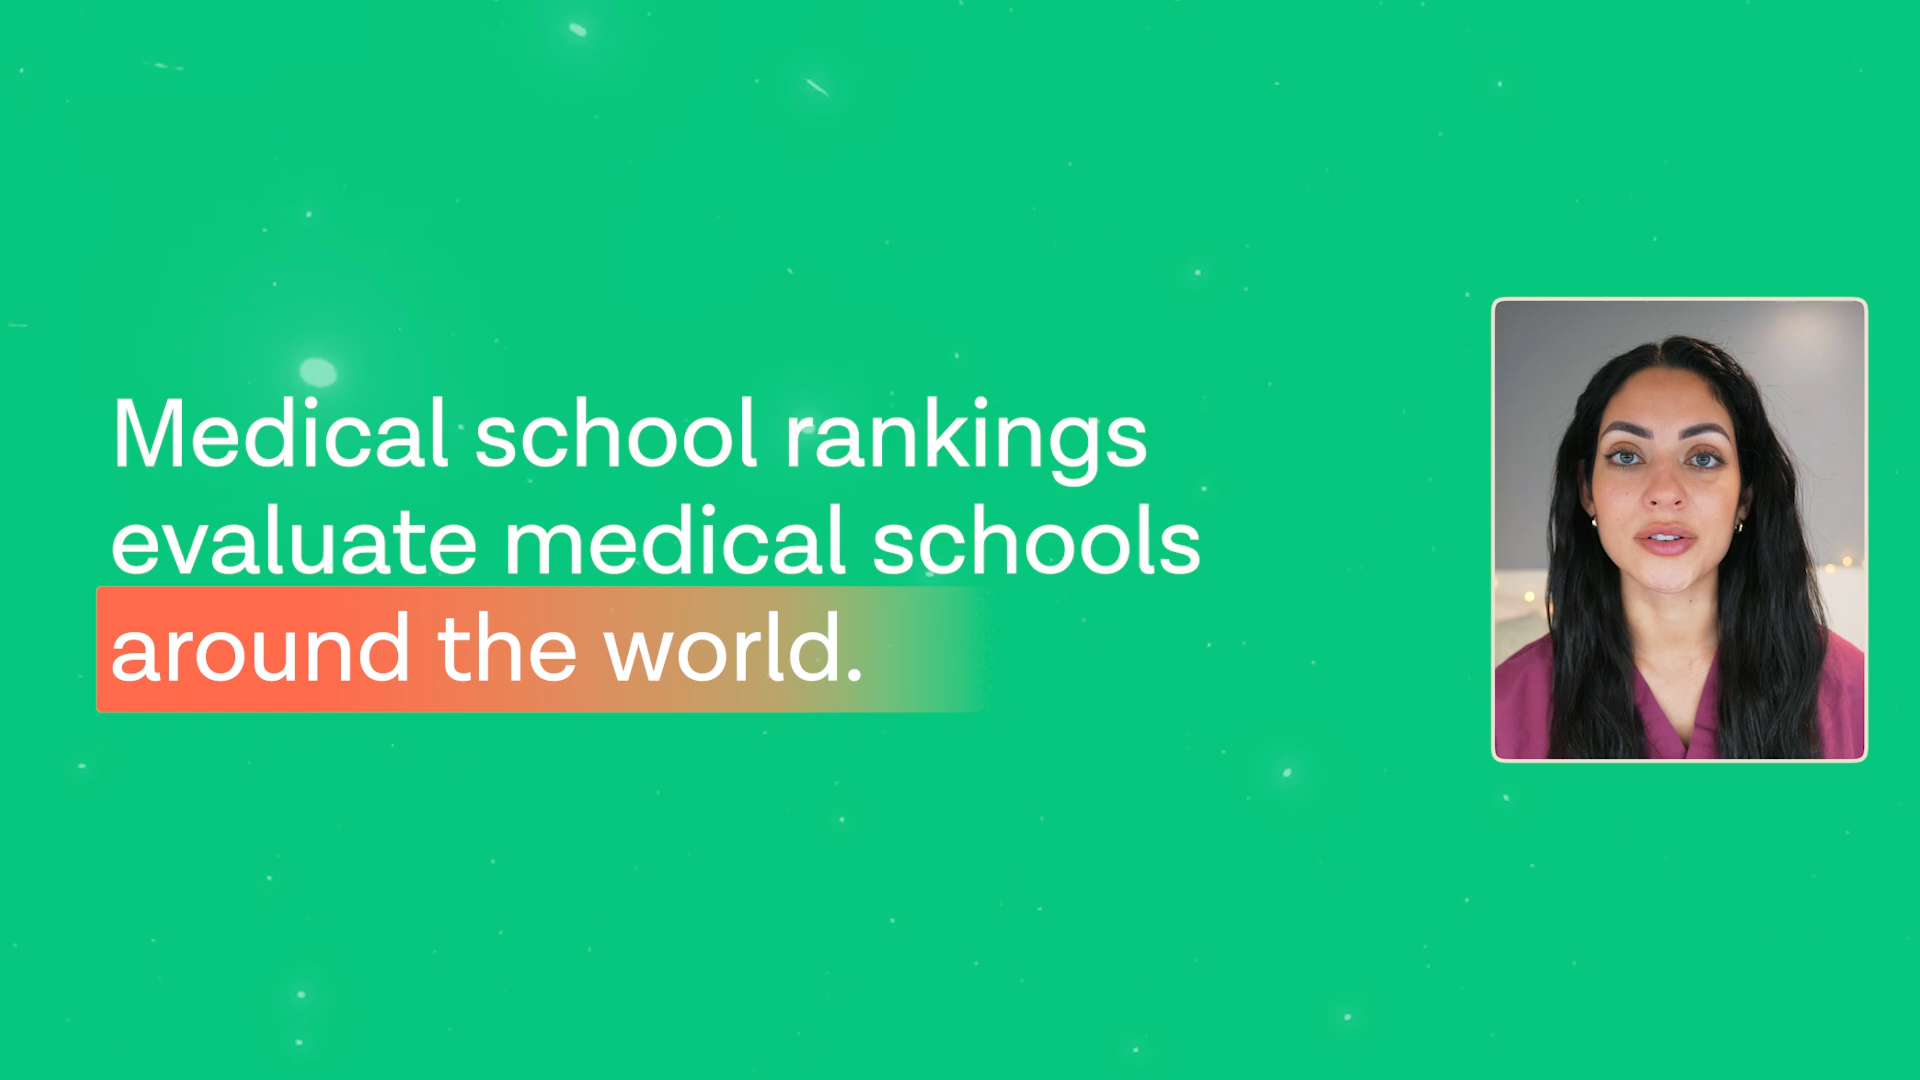 Medical school rankings
evaluate medical schools
around the world.